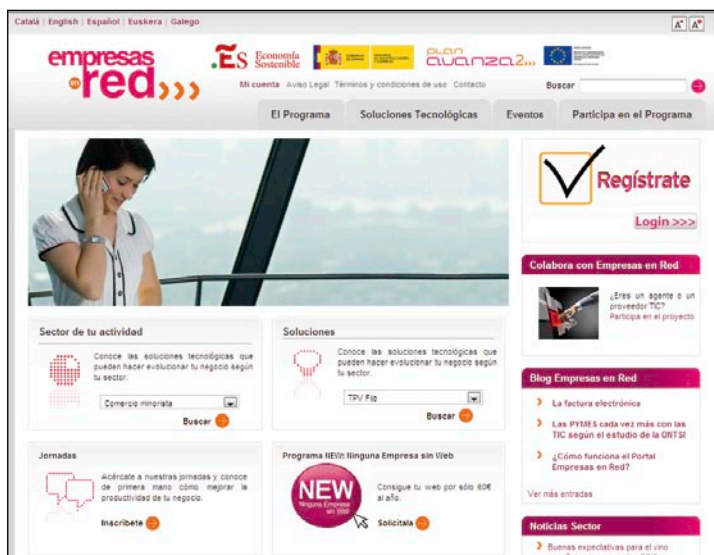 Català | English | Español | Euskera | Galego
A- A+
empresas
en red
.Es Economía
Sostenible
PLAN
avanza2...
Mi cuenta Aviso Legal Términos y condiciones de uso Contacto
Buscar
El Programa
Soluciones Tecnológicas
Eventos
Participa en el Programa
Regístrate
Login >>>
Colabora con Empresas en Red
¿Eres un agente o un
proveedor TIC?
Participa en el proyecto
Sector de tu actividad
Conoce las soluciones tecnológicas que
pueden hacer evolucionar tu negocio según
tu sector.
Comercio minorista
Buscar
Soluciones
Conoce las soluciones tecnológicas que
pueden hacer evolucionar tu negocio según
tu sector.
TPV Fijo
Buscar
Blog Empresas en Red
La factura electrónica
Las PYMES cada vez más con las
TIC según el estudio de la ONTSI
¿Cómo funciona el Portal
Empresas en Red?
Ver más entradas
Jornadas
Acércate a nuestras jornadas y conoce
de primera mano cómo mejorar la
productividad de tu negocio.
Inscríbete
Programa NEW: Ninguna Empresa sin Web
NEW
Ninguna Empresa
sin Web
Consigue tu web por sólo 60€
al año.
Solicítala
Noticias Sector
Buenas expectativas para el vino